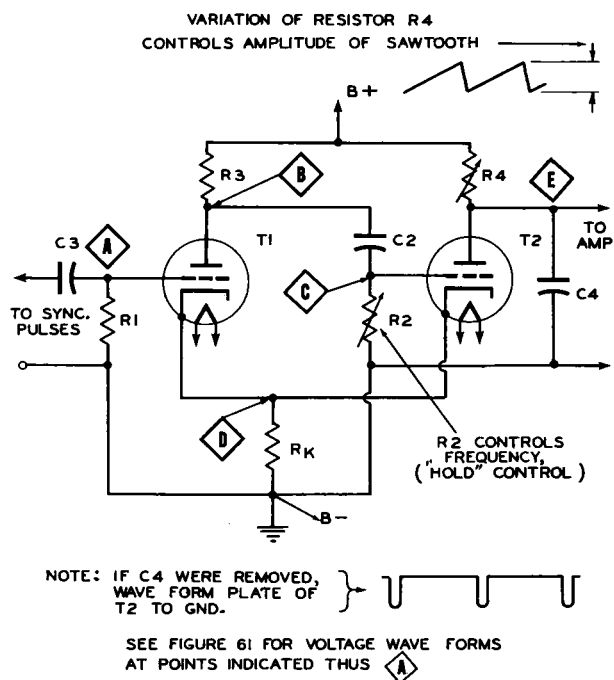 VARIATION OF RESISTOR R4
CONTROLS AMPLITUDE OF SAWTOOTH
B+
R3
B
R4
E
C3
A
T1
C2
T2
TO AMP
TO SYNC. PULSES
R1
C
R2
C4
D
RK
R2 CONTROLS
FREQUENCY,
("HOLD" CONTROL)
B-
NOTE: IF C4 WERE REMOVED,
WAVE FORM PLATE OF
T2 TO GND.
SEE FIGURE 61 FOR VOLTAGE WAVE FORMS
AT POINTS INDICATED THUS A